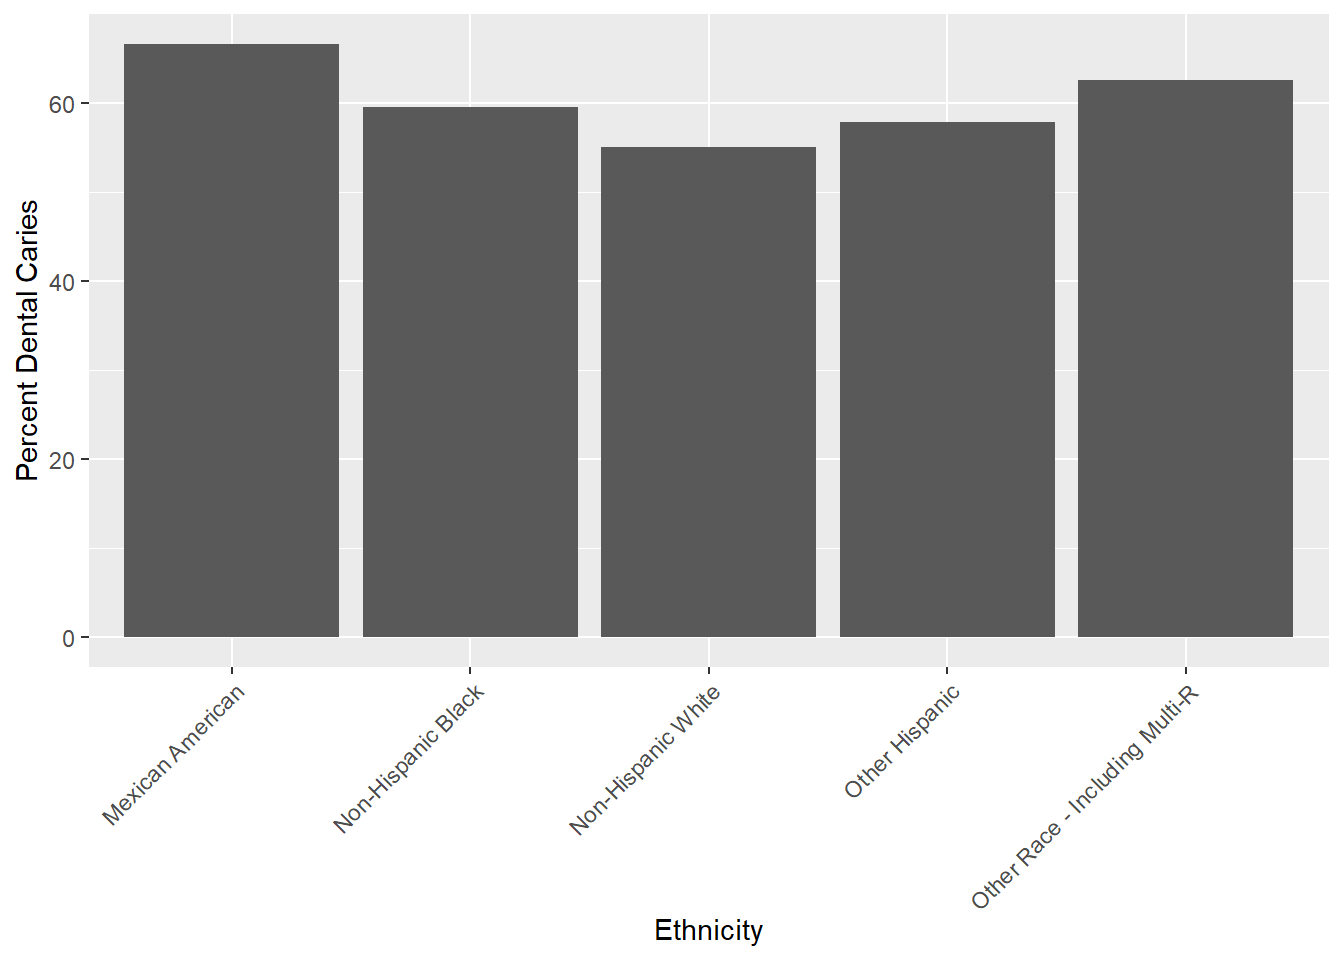 Percent Dental Caries
60
40
20
0
Mexican American
Non-Hispanic Black
Non-Hispanic White
Other Hispanic
Other Race - Including Multi-R
Ethnicity